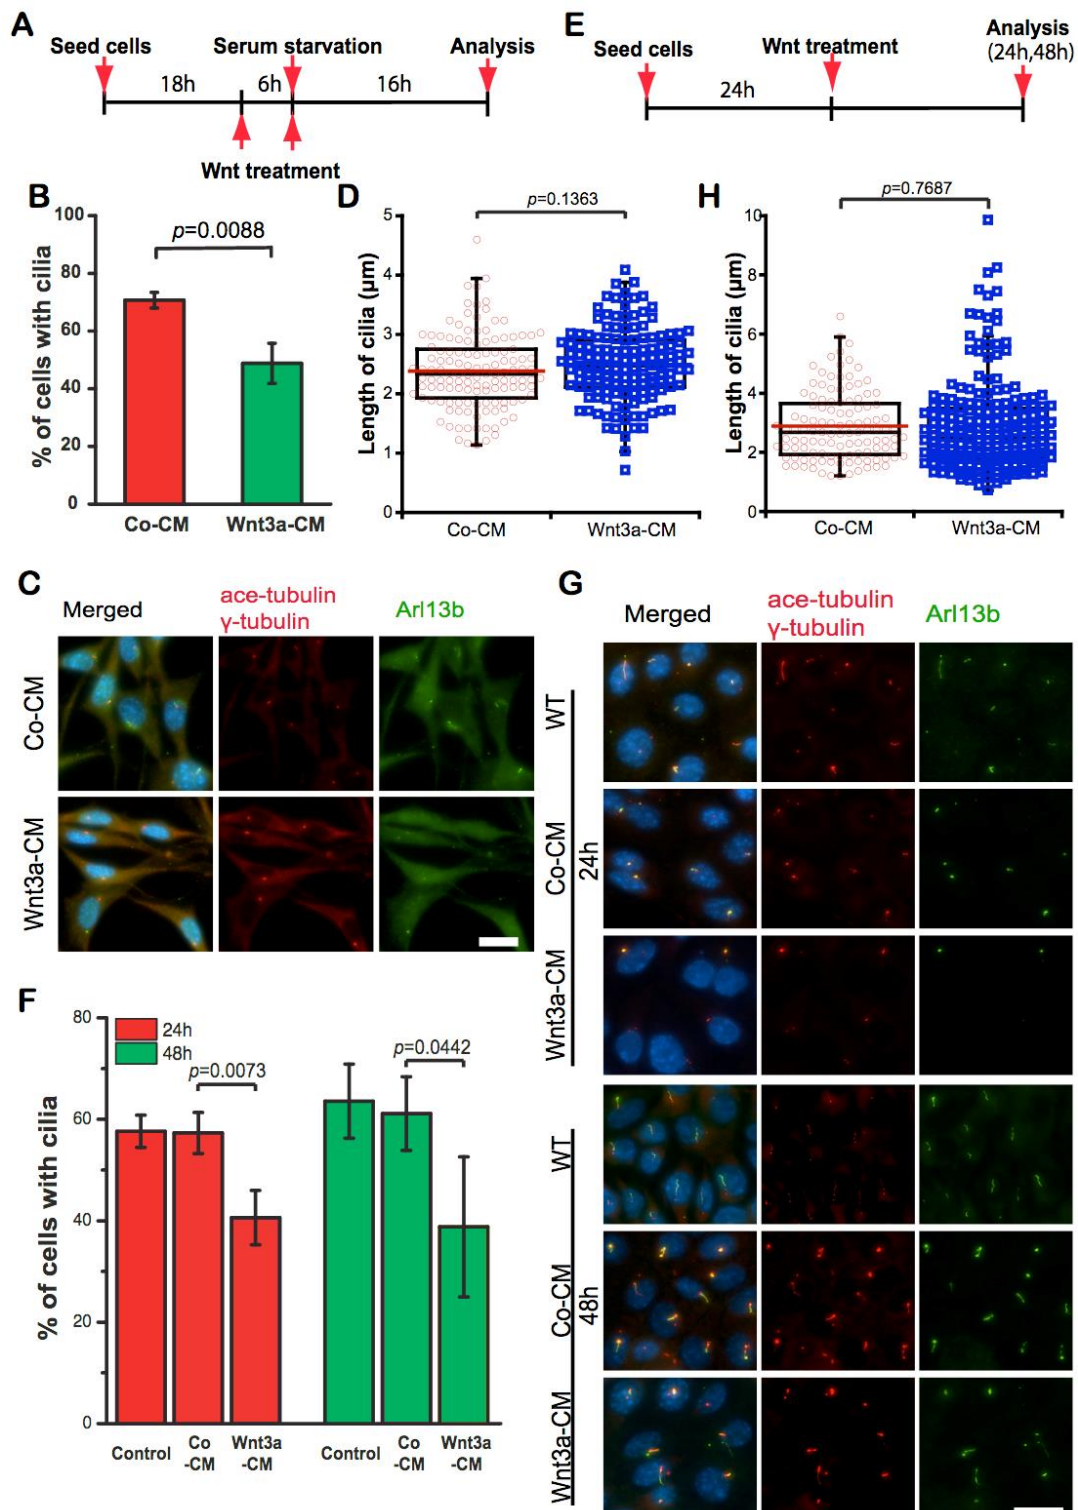 A
Seed cells
Serum starvation
Analysis
18h
6h
16h
Wnt treatment
E
Seed cells
Wnt treatment
Analysis
(24h,48h)
24h
B
% of cells with cilia
100
80
60
40
20
0
p=0.0088
Co-CM
Wnt3a-CM
D
Length of cilia (µm)
5
4
3
2
1
0
p=0.1363
Co-CM
Wnt3a-CM
H
Length of cilia (µm)
10
8
6
4
2
0
p=0.7687
Co-CM
Wnt3a-CM
C
Merged
ace-tubulin
γ-tubulin
Arl13b
Co-CM
Wnt3a-CM
F
% of cells with cilia
80
60
40
20
0
24h
48h
p=0.0073
p=0.0442
Control
Co
-CM
Wnt3a
-CM
Control
Co
-CM
Wnt3a
-CM
G
Merged
ace-tubulin
γ-tubulin
Arl13b
WT
Co-CM
Wnt3a-CM
24h
WT
Co-CM
Wnt3a-CM
48h